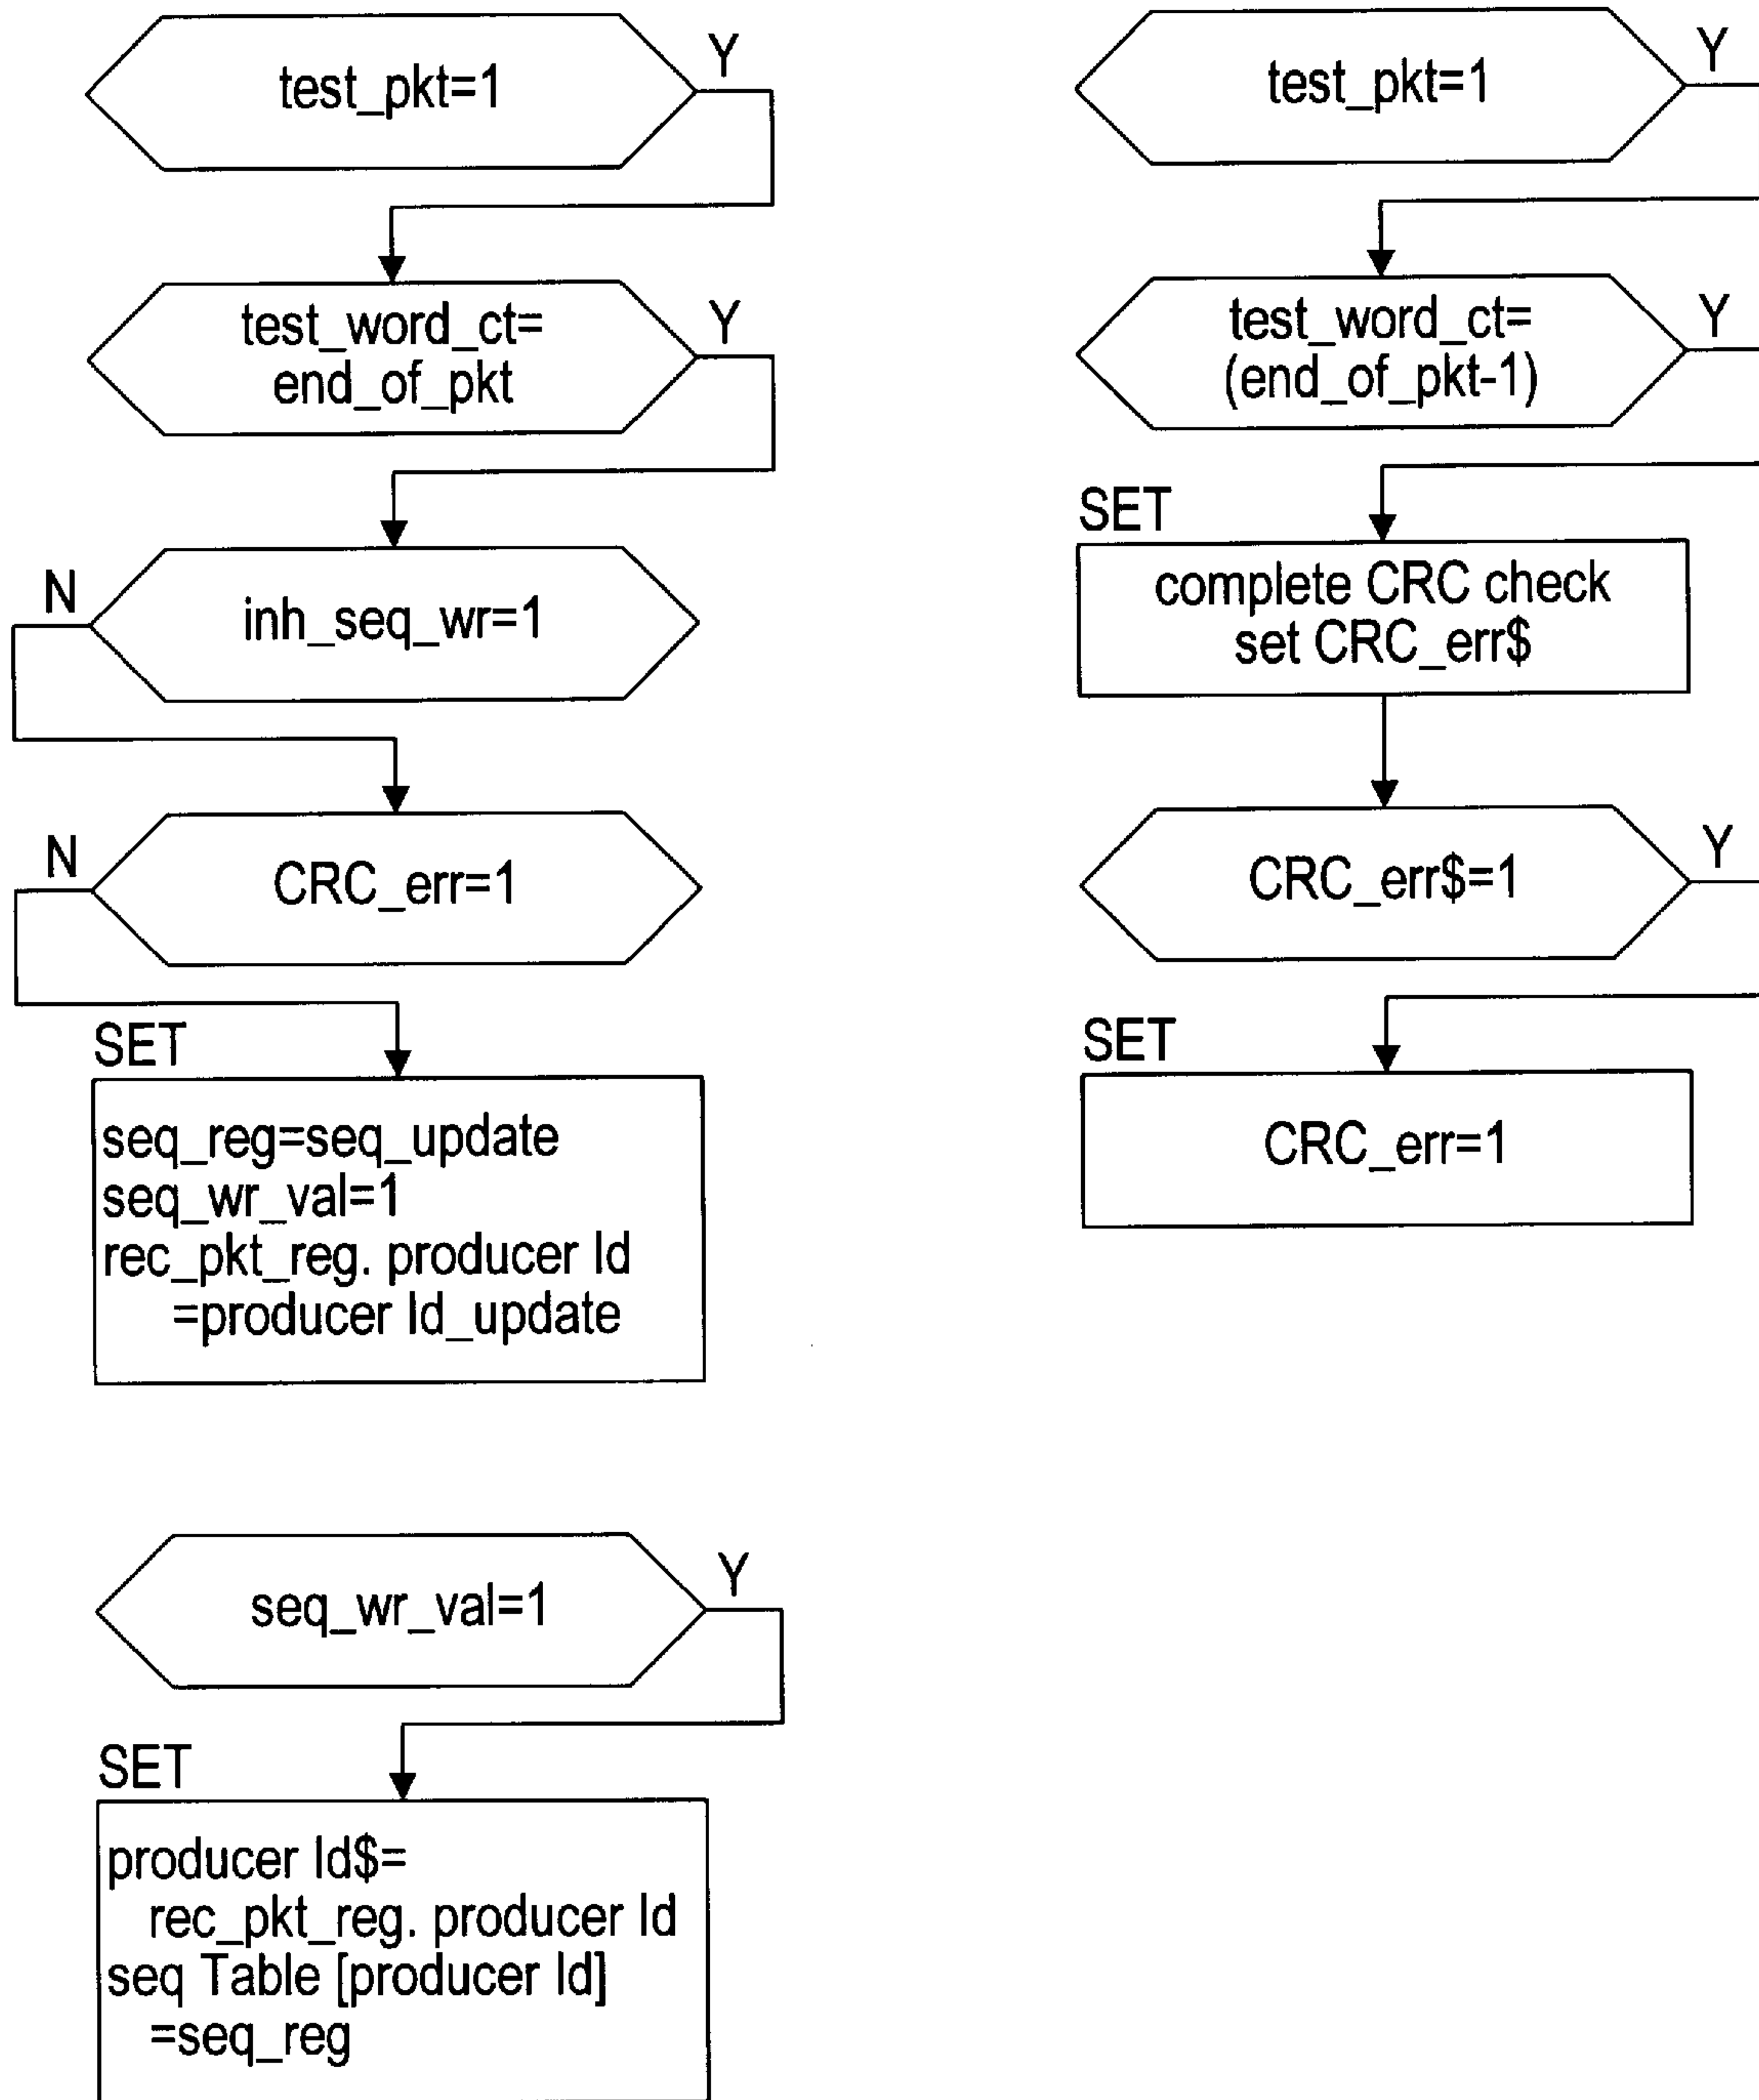 test_pkt=1
Y
test_word_ct=
end_of_pkt
Y
inh_seq_wr=1
N
CRC_err=1
N
SET
seq_reg=seq_update
seq_wr_val=1
rec_pkt_reg. producer Id
=producer Id_update
seq_wr_val=1
Y
SET
producer Id$=
rec_pkt_reg. producer Id
seq Table [producer Id]
=seq_reg
test_pkt=1
Y
test_word_ct=
(end_of_pkt-1)
Y
SET
complete CRC check
set CRC_err$
CRC_err$=1
Y
SET
CRC_err=1